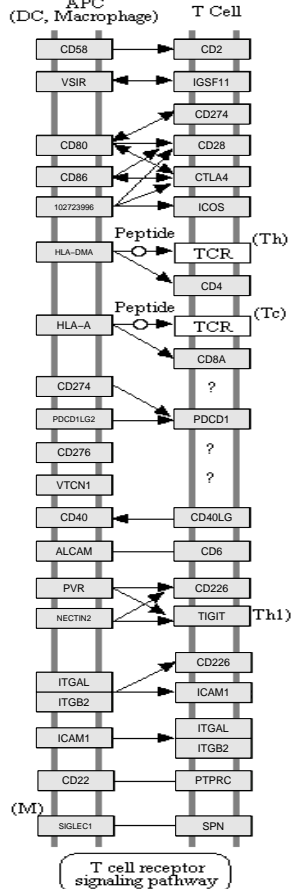 APC
(DC, Macrophage) T Cell
CD58 CD2
VSIR IGSF11
CD274
CD80 CD28
CD86 CTLA4
102723996 ICOS
Peptide (Th)
HLA-DMA TCR
CD4
Peptide (Tc)
HLA-A TCR
CD8A
CD274 ?
PDCD1LG2 PDCD1
CD276 ?
VTCN1 ?
CD40 CD40LG
ALCAM CD6
PVR CD226
NECTIN2 TIGIT Th1)
CD226
ITGAL ICAM1
ITGB2
ITGAL
ICAM1 ITGB2
CD22 PTPRC
(M)
SIGLEC1 SPN
T cell receptor
signaling pathway